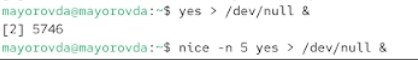 mayorovda@mayorovda:~$ yes > /dev/null &
[2] 5746
mayorovda@mayorovda:~$ nice -n 5 yes > /dev/null &